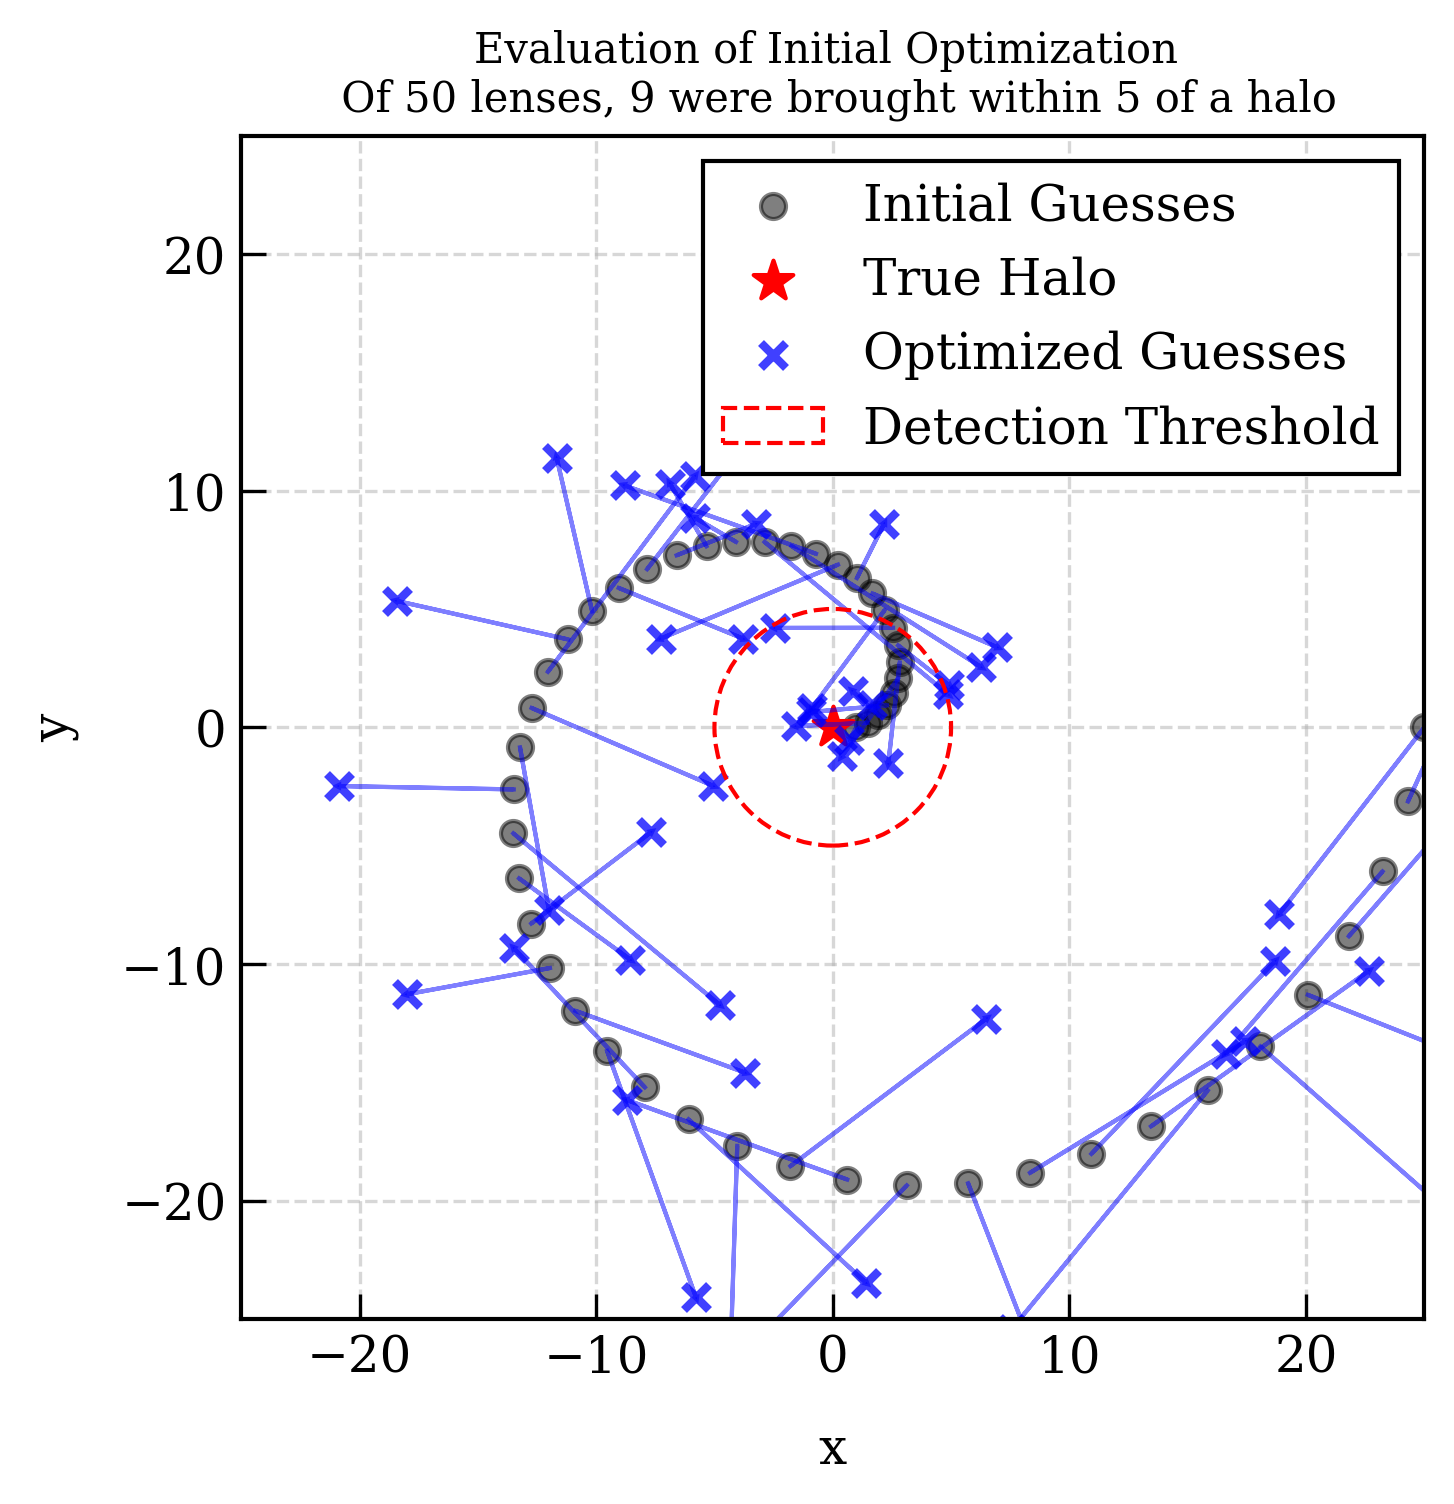 Evaluation of Initial Optimization
Of 50 lenses, 9 were brought within 5 of a halo
Initial Guesses
True Halo
Optimized Guesses
Detection Threshold
y
20
10
0
−10
−20
−20 −10 0 10 20
x